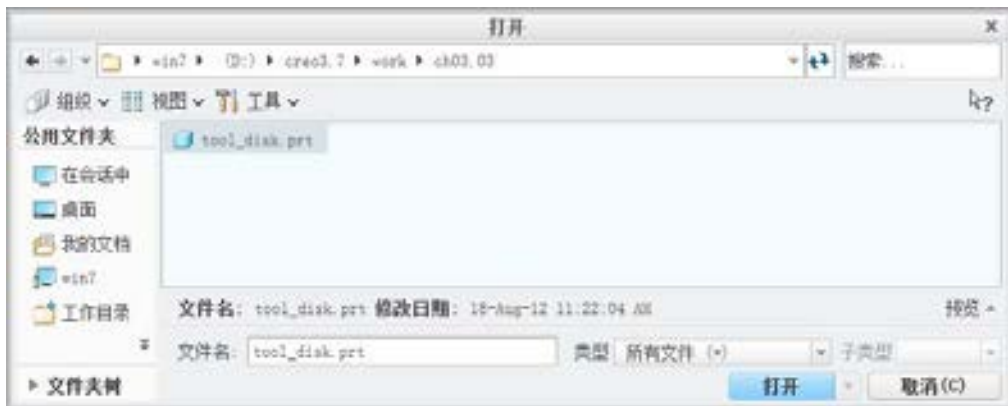 打开
win7 (D:) creo3.7 work ch03.03 搜索...
组织 视图 工具
公用文件夹
tool_disk.prt
在会话中
桌面
我的文档
win7
工作目录
文件名: tool_disk.prt 修改日期: 18-Aug-12 11:22:04 AM 预览
文件名: tool_disk.prt 类型 所有文件 (*) 子类型
文件夹树 打开 取消(C)